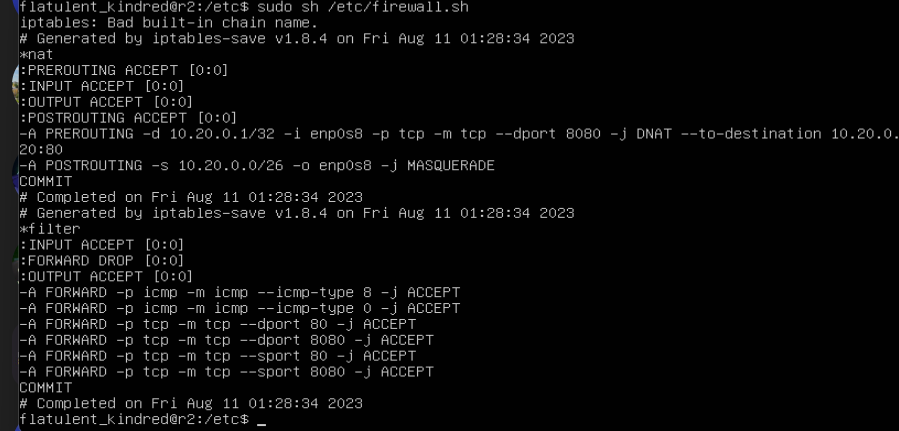 flatulent_kindred@r2:/etc$ sudo sh /etc/firewall.sh
iptables: Bad built-in chain name.
# Generated by iptables-save v1.8.4 on Fri Aug 11 01:28:34 2023
*nat
:PREROUTING ACCEPT [0:0]
:INPUT ACCEPT [0:0]
:OUTPUT ACCEPT [0:0]
:POSTROUTING ACCEPT [0:0]
-A PREROUTING -d 10.20.0.1/32 -i enp0s8 -p tcp -m tcp --dport 8080 -j DNAT --to-destination 10.20.0.
20:80
-A POSTROUTING -s 10.20.0.0/26 -o enp0s8 -j MASQUERADE
COMMIT
# Completed on Fri Aug 11 01:28:34 2023
# Generated by iptables-save v1.8.4 on Fri Aug 11 01:28:34 2023
*filter
:INPUT ACCEPT [0:0]
:FORWARD DROP [0:0]
:OUTPUT ACCEPT [0:0]
-A FORWARD -p icmp -m icmp --icmp-type 8 -j ACCEPT
-A FORWARD -p icmp -m icmp --icmp-type 0 -j ACCEPT
-A FORWARD -p tcp -m tcp --dport 80 -j ACCEPT
-A FORWARD -p tcp -m tcp --dport 8080 -j ACCEPT
-A FORWARD -p tcp -m tcp --sport 80 -j ACCEPT
-A FORWARD -p tcp -m tcp --sport 8080 -j ACCEPT
COMMIT
# Completed on Fri Aug 11 01:28:34 2023
flatulent_kindred@r2:/etc$ _